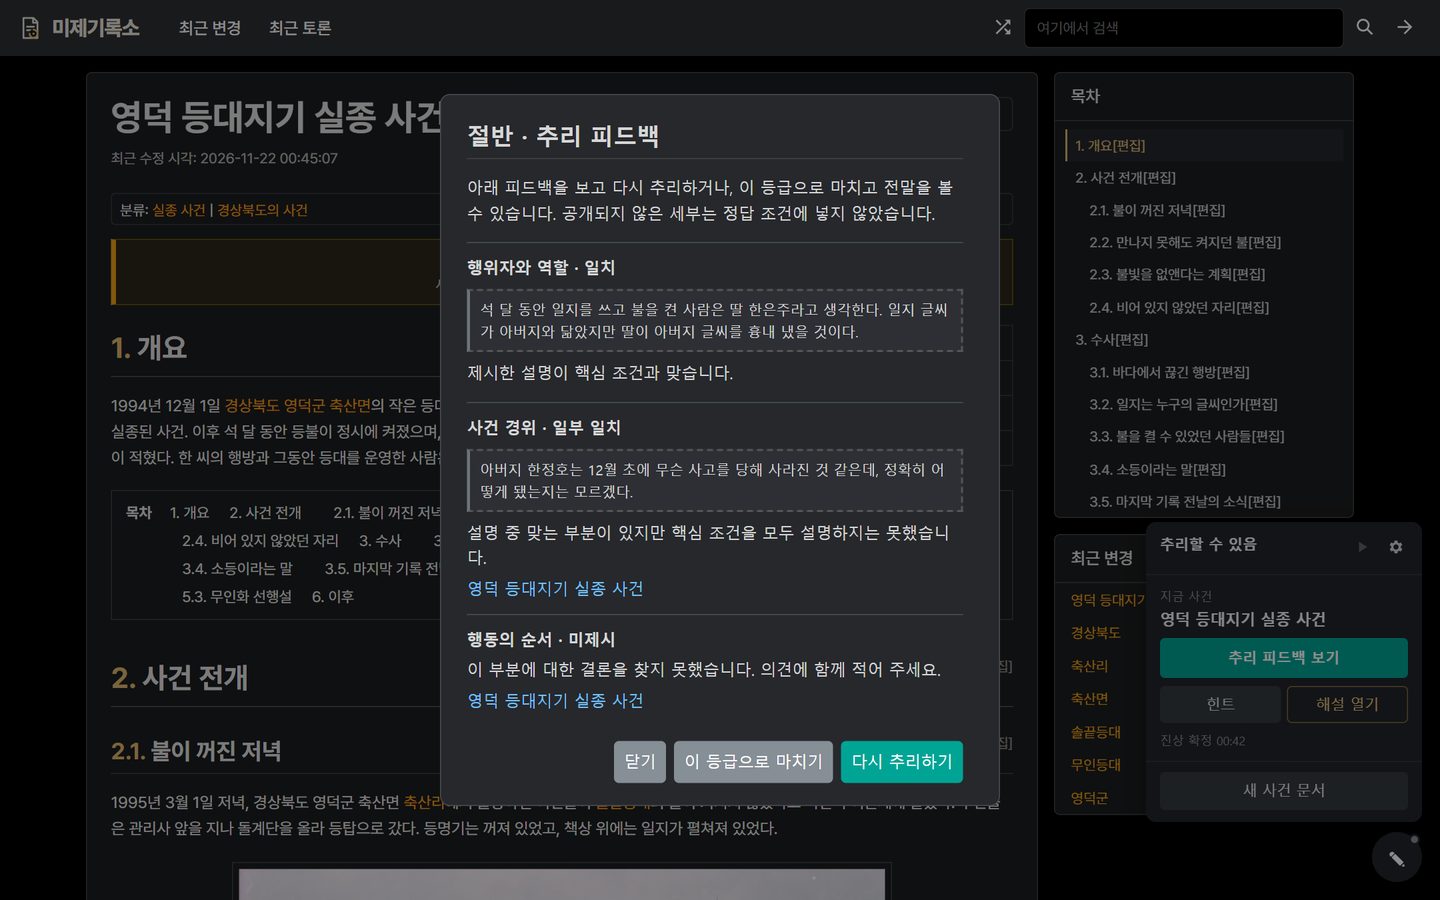 미제기록소
최근 변경
최근 토론
여기에서 검색
영덕 등대지기 실종 사건
최근 수정 시각: 2026-11-22 00:45:07
분류: 실종 사건 | 경상북도의 사건
1. 개요
1994년 12월 1일 경상북도 영덕군 축산면의 작은 등대
실종된 사건. 이후 석 달 동안 등불이 정시에 켜졌으며,
이 적혔다. 한 씨의 행방과 그동안 등대를 운영한 사람은
목차 1. 개요 2. 사건 전개 2.1. 불이 꺼진 저녁
2.4. 비어 있지 않았던 자리 3. 수사
3.4. 소등이라는 말 3.5. 마지막 기록 전
5.3. 무인화 선행설 6. 이후
2. 사건 전개
2.1. 불이 꺼진 저녁
1995년 3월 1일 저녁, 경상북도 영덕군 축산면 축산리
은 관리사 앞을 지나 돌계단을 올라 등탑으로 갔다. 등명기는 꺼져 있었고, 책상 위에는 일지가 펼쳐져 있었다.
절반 · 추리 피드백
아래 피드백을 보고 다시 추리하거나, 이 등급으로 마치고 전말을 볼
수 있습니다. 공개되지 않은 세부는 정답 조건에 넣지 않았습니다.
행위자와 역할 · 일치
석 달 동안 일지를 쓰고 불을 켠 사람은 딸 한은주라고 생각한다. 일지 글씨
가 아버지와 닮았지만 딸이 아버지 글씨를 흉내 냈을 것이다.
제시한 설명이 핵심 조건과 맞습니다.
사건 경위 · 일부 일치
아버지 한정호는 12월 초에 무슨 사고를 당해 사라진 것 같은데, 정확히 어
떻게 됐는지는 모르겠다.
설명 중 맞는 부분이 있지만 핵심 조건을 모두 설명하지는 못했습니
다.
영덕 등대지기 실종 사건
행동의 순서 · 미제시
이 부분에 대한 결론을 찾지 못했습니다. 의견에 함께 적어 주세요.
영덕 등대지기 실종 사건
닫기
이 등급으로 마치기
다시 추리하기
목차
1. 개요[편집]
2. 사건 전개[편집]
2.1. 불이 꺼진 저녁[편집]
2.2. 만나지 못해도 켜지던 불[편집]
2.3. 불빛을 없앤다는 계획[편집]
2.4. 비어 있지 않았던 자리[편집]
3. 수사[편집]
3.1. 바다에서 끊긴 행방[편집]
3.2. 일지는 누구의 글씨인가[편집]
3.3. 불을 켤 수 있었던 사람들[편집]
3.4. 소등이라는 말[편집]
3.5. 마지막 기록 전날의 소식[편집]
최근 변경
영덕 등대지기
경상북도
축산리
축산면
솔끝등대
무인등대
영덕군
추리할 수 있음
지금 사건
영덕 등대지기 실종 사건
추리 피드백 보기
힌트
해설 열기
진상 확정 00:42
새 사건 문서